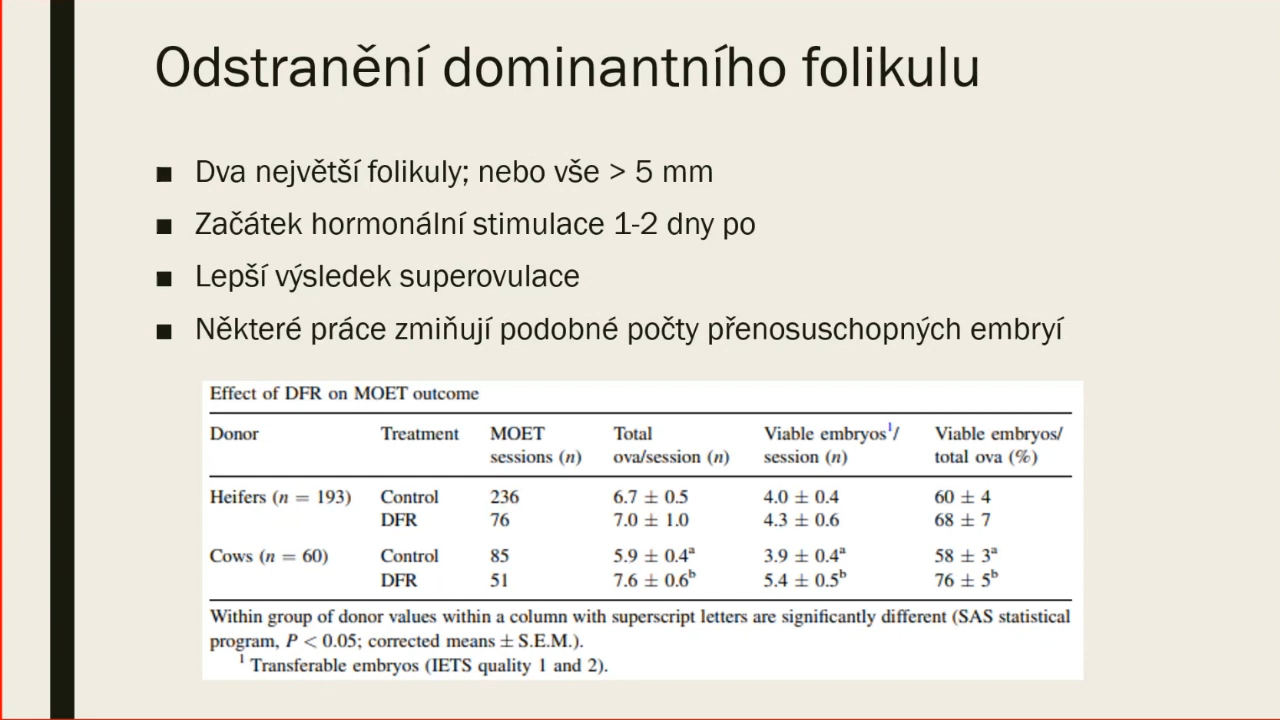 Odstranění dominantního folikulu
▪ Dva největší folikuly; nebo vše > 5 mm
▪ Začátek hormonální stimulace 1-2 dny po
▪ Lepší výsledek superovulace
▪ Některé práce zmiňují podobné počty přenosuschopných embryí
Effect of DFR on MOET outcome
Donor Treatment MOET Total Viable embryos¹/ Viable embryos/
sessions (n) ova/session (n) session (n) total ova (%)
Heifers (n = 193) Control 236 6.7 ± 0.5 4.0 ± 0.4 60 ± 4
DFR 76 7.0 ± 1.0 4.3 ± 0.6 68 ± 7
Cows (n = 60) Control 85 5.9 ± 0.4ᵃ 3.9 ± 0.4ᵃ 58 ± 3ᵃ
DFR 51 7.6 ± 0.6ᵇ 5.4 ± 0.5ᵇ 76 ± 5ᵇ
Within group of donor values within a column with superscript letters are significantly different (SAS statistical
program, P < 0.05; corrected means ± S.E.M.).
¹ Transferable embryos (IETS quality 1 and 2).